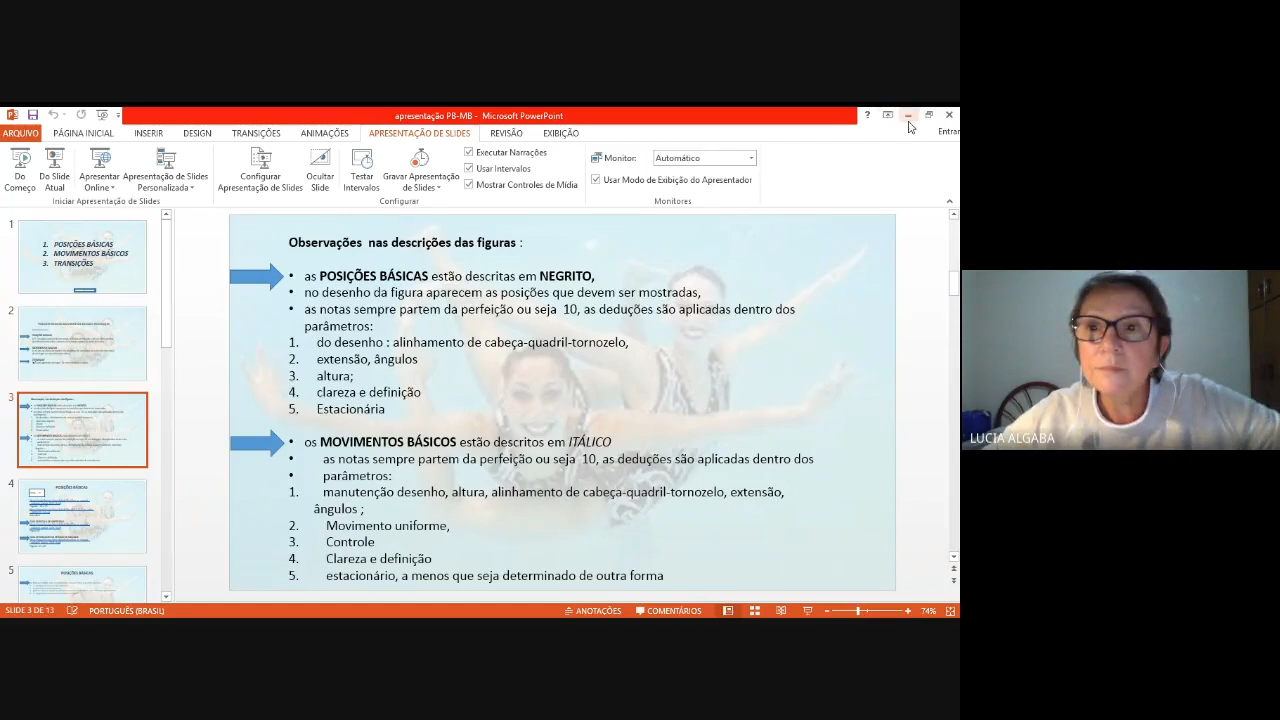 apresentação PB-MB - Microsoft PowerPoint
?
ARQUIVO PÁGINA INICIAL INSERIR DESIGN TRANSIÇÕES ANIMAÇÕES APRESENTAÇÃO DE SLIDES REVISÃO EXIBIÇÃO Entrar
Do Começo
Do Slide Atual
Apresentar Online
Apresentação de Slides Personalizada
Iniciar Apresentação de Slides
Configurar Apresentação de Slides
Ocultar Slide
Testar Intervalos
Gravar Apresentação de Slides
Executar Narrações
Usar Intervalos
Mostrar Controles de Mídia
Configurar
Monitor: Automático
Usar Modo de Exibição do Apresentador
Monitores
1
1. POSIÇÕES BÁSICAS
2. MOVIMENTOS BÁSICOS
3. TRANSIÇÕES
2
3
4
POSIÇÕES BÁSICAS
5
POSIÇÕES BÁSICAS
Observações nas descrições das figuras :
• as POSIÇÕES BÁSICAS estão descritas em NEGRITO,
• no desenho da figura aparecem as posições que devem ser mostradas,
• as notas sempre partem da perfeição ou seja 10, as deduções são aplicadas dentro dos
parâmetros:
1. do desenho : alinhamento de cabeça-quadril-tornozelo,
2. extensão, ângulos
3. altura;
4. clareza e definição
5. Estacionária
• os MOVIMENTOS BÁSICOS estão descritos em ITÁLICO
• as notas sempre partem da perfeição ou seja 10, as deduções são aplicadas dentro dos
• parâmetros:
1. manutenção desenho, altura, alinhamento de cabeça-quadril-tornozelo, extensão,
ângulos ;
2. Movimento uniforme,
3. Controle
4. Clareza e definição
5. estacionário, a menos que seja determinado de outra forma
SLIDE 3 DE 13 PORTUGUÊS (BRASIL) ANOTAÇÕES COMENTÁRIOS 74%
LUCIA ALGABA